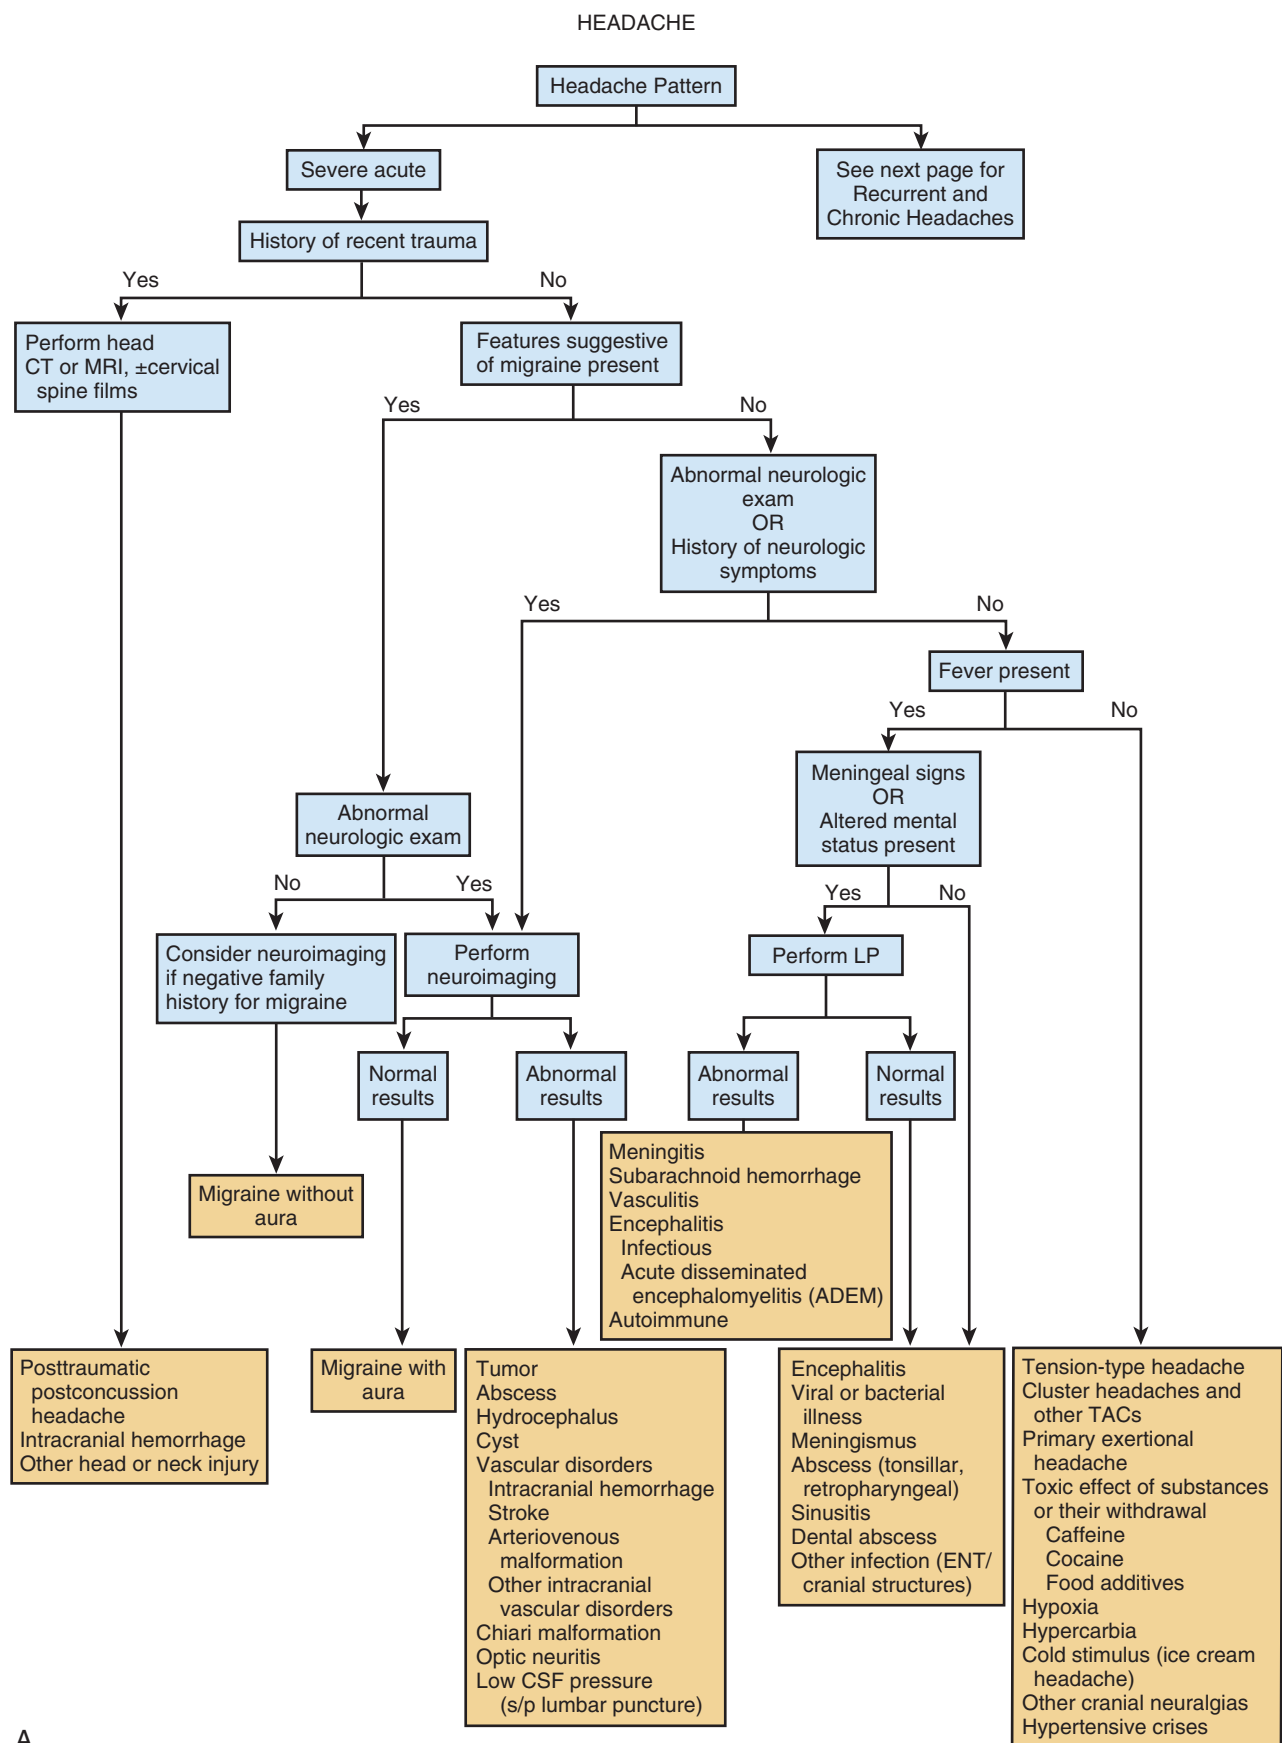 HEADACHE
Headache Pattern
Severe acute
See next page for
Recurrent and
Chronic Headaches
History of recent trauma
Yes
No
Perform head
CT or MRI, ±cervical
spine films
Features suggestive
of migraine present
Yes
No
Abnormal neurologic
exam
OR
History of neurologic
symptoms
Yes
No
Fever present
Yes
No
Meningeal signs
OR
Altered mental
status present
Abnormal
neurologic exam
No
Yes
Yes
No
Consider neuroimaging
if negative family
history for migraine
Perform
neuroimaging
Perform LP
Normal
results
Abnormal
results
Abnormal
results
Normal
results
Meningitis
Subarachnoid hemorrhage
Vasculitis
Encephalitis
Infectious
Acute disseminated
encephalomyelitis (ADEM)
Autoimmune
Migraine without
aura
Posttraumatic
postconcussion
headache
Intracranial hemorrhage
Other head or neck injury
Migraine with
aura
Tumor
Abscess
Hydrocephalus
Cyst
Vascular disorders
Intracranial hemorrhage
Stroke
Arteriovenous
malformation
Other intracranial
vascular disorders
Chiari malformation
Optic neuritis
Low CSF pressure
(s/p lumbar puncture)
Encephalitis
Viral or bacterial
illness
Meningismus
Abscess (tonsillar,
retropharyngeal)
Sinusitis
Dental abscess
Other infection (ENT/
cranial structures)
Tension-type headache
Cluster headaches and
other TACs
Primary exertional
headache
Toxic effect of substances
or their withdrawal
Caffeine
Cocaine
Food additives
Hypoxia
Hypercarbia
Cold stimulus (ice cream
headache)
Other cranial neuralgias
Hypertensive crises
A